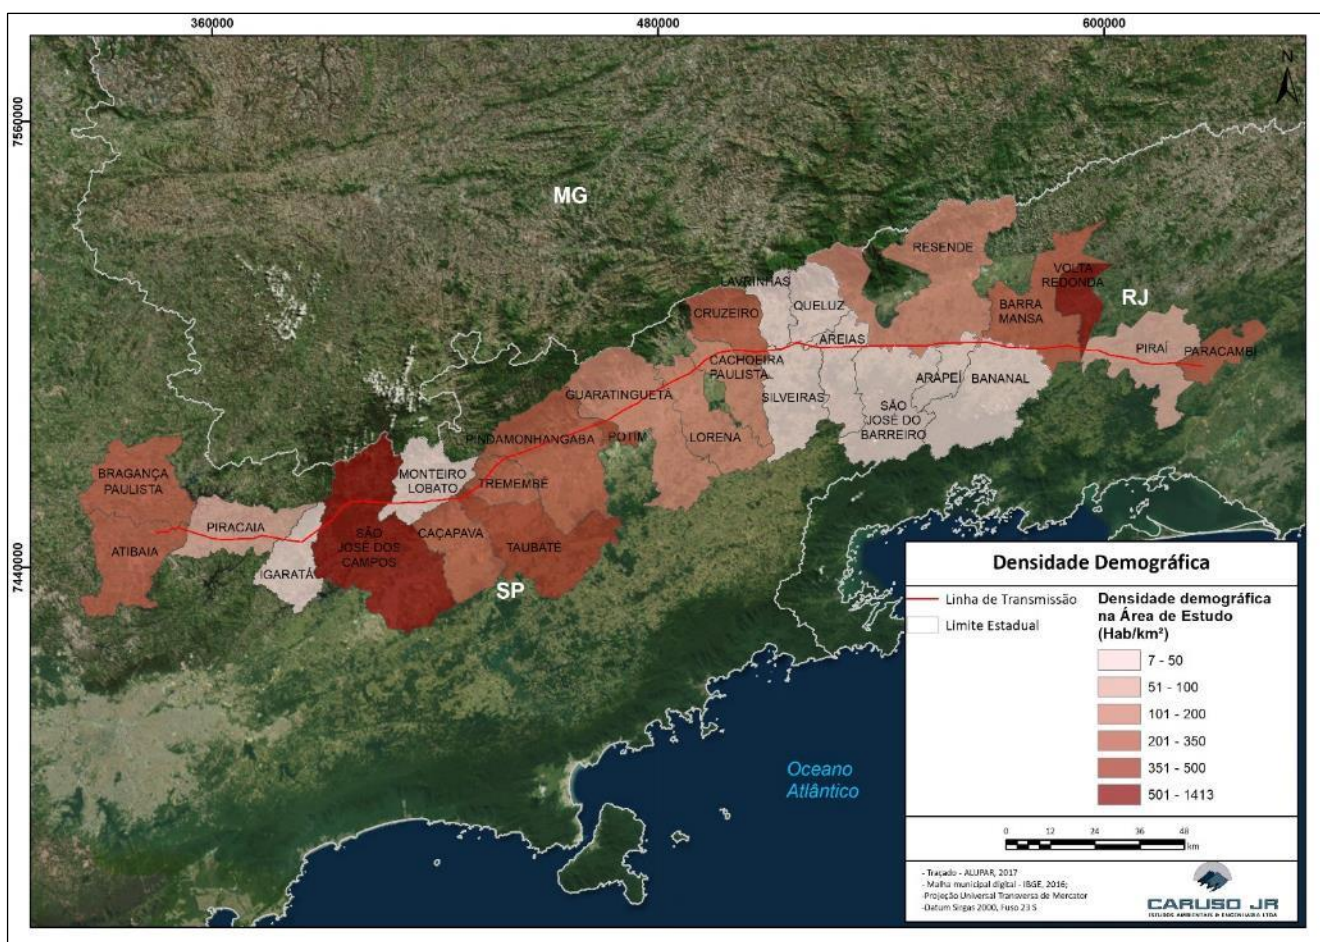 360000
480000
600000
N
7560000
MG
RESENDE
VOLTA
REDONDA
LAVRINHAS
QUELUZ
RJ
CRUZEIRO
BARRA
MANSA
AREIAS
PIRAÍ
PARACAMBI
CACHOEIRA
PAULISTA
ARAPEÍ
BANANAL
GUARATINGUETA
SILVEIRAS
SÃO
JOSÉ DO
BARREIRO
PINDAMONHANGABA
POTIM
LORENA
BRAGANÇA
PAULISTA
MONTEIRO
LOBATO
TREMEMBÉ
PIRACAIA
ATIBAIA
SÃO
JOSÉ DOS
CAMPOS
CAÇAPAVA
TAUBATÉ
IGARATÁ
7440000
SP
Oceano
Atlântico
Densidade Demográfica
Linha de Transmissão
Limite Estadual
Densidade demográfica
na Área de Estudo
(Hab/km²)
7 - 50
51 - 100
101 - 200
201 - 350
351 - 500
501 - 1413
0 12 24 36 48
km
- Traçado - ALUPAR, 2017
- Malha municipal digital - IBGE, 2016;
-Projeção Universal Transversa de Mercator
-Datum Sirgas 2000, Fuso 23 S
CARUSO JR
ESTUDOS AMBIENTAIS & ENGENHARIA LTDA